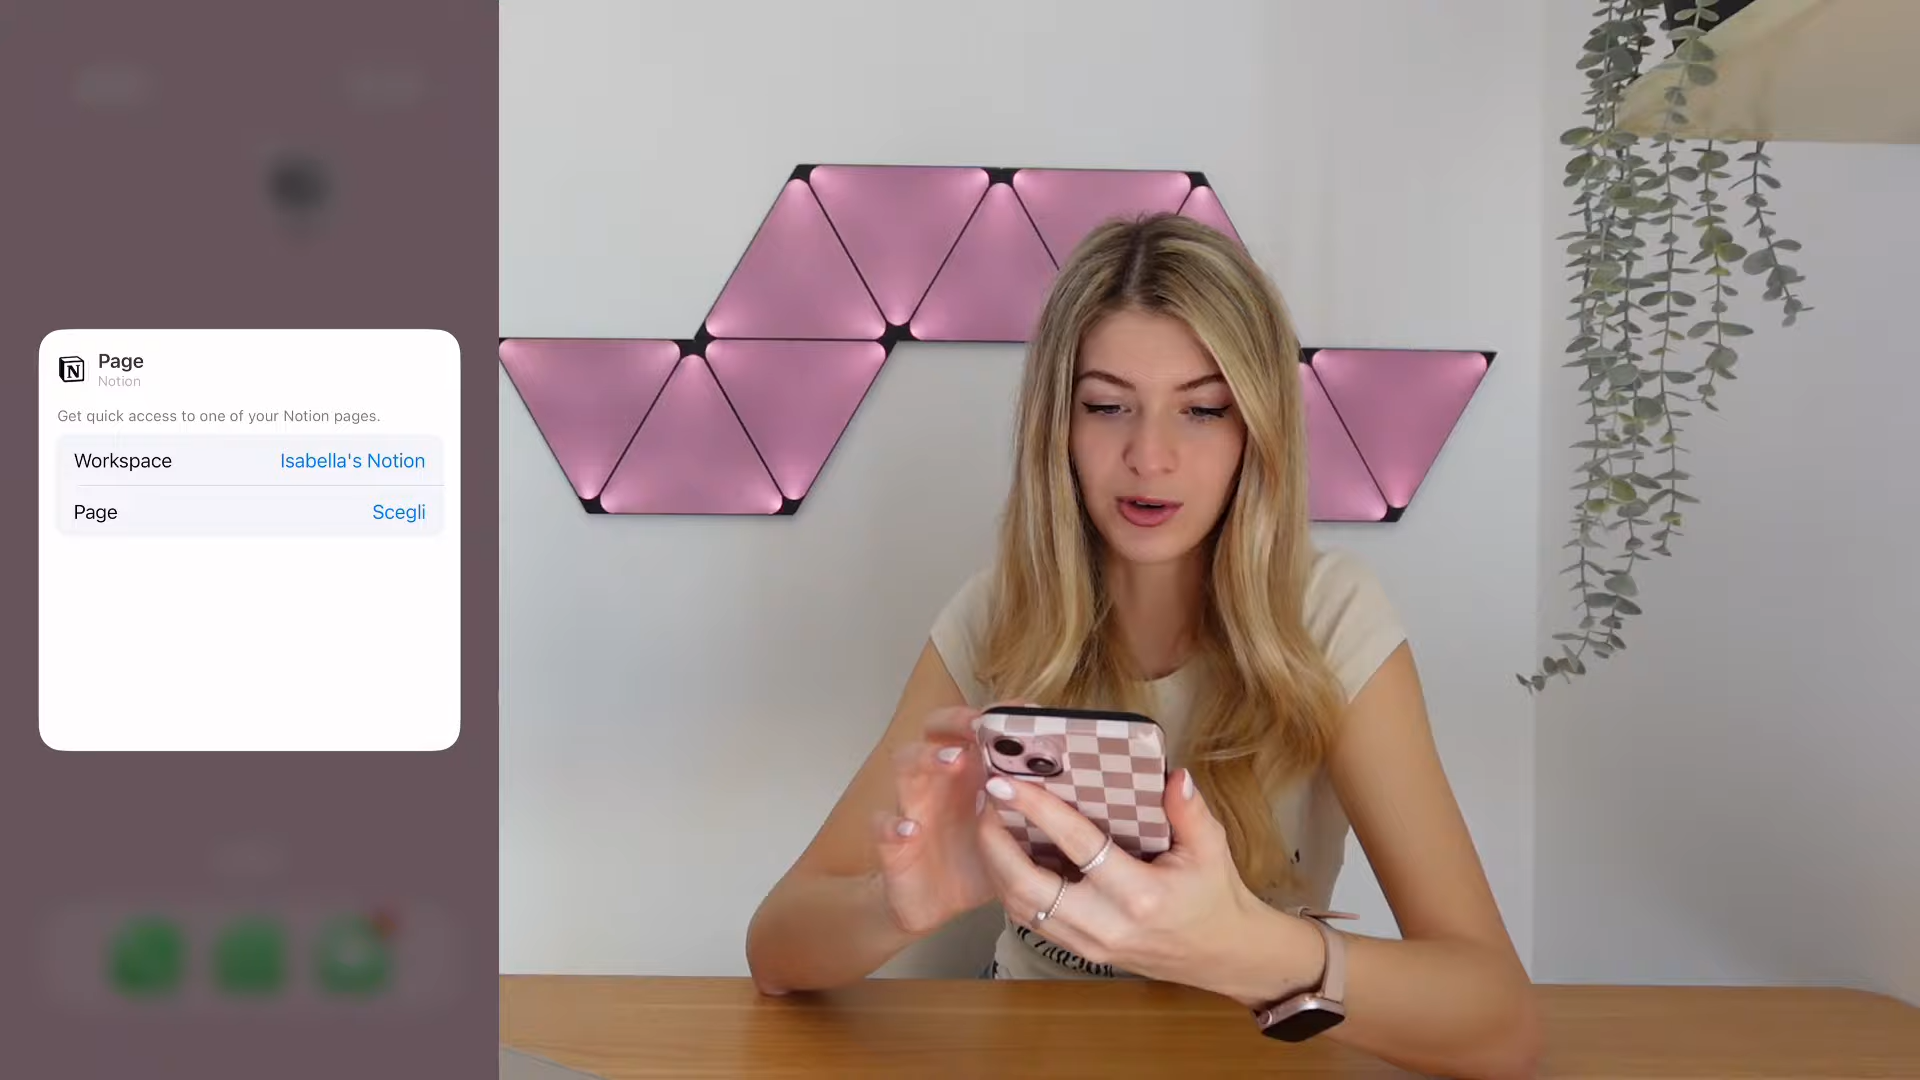 Page
Notion
Get quick access to one of your Notion pages.
Workspace Isabella's Notion
Page Scegli